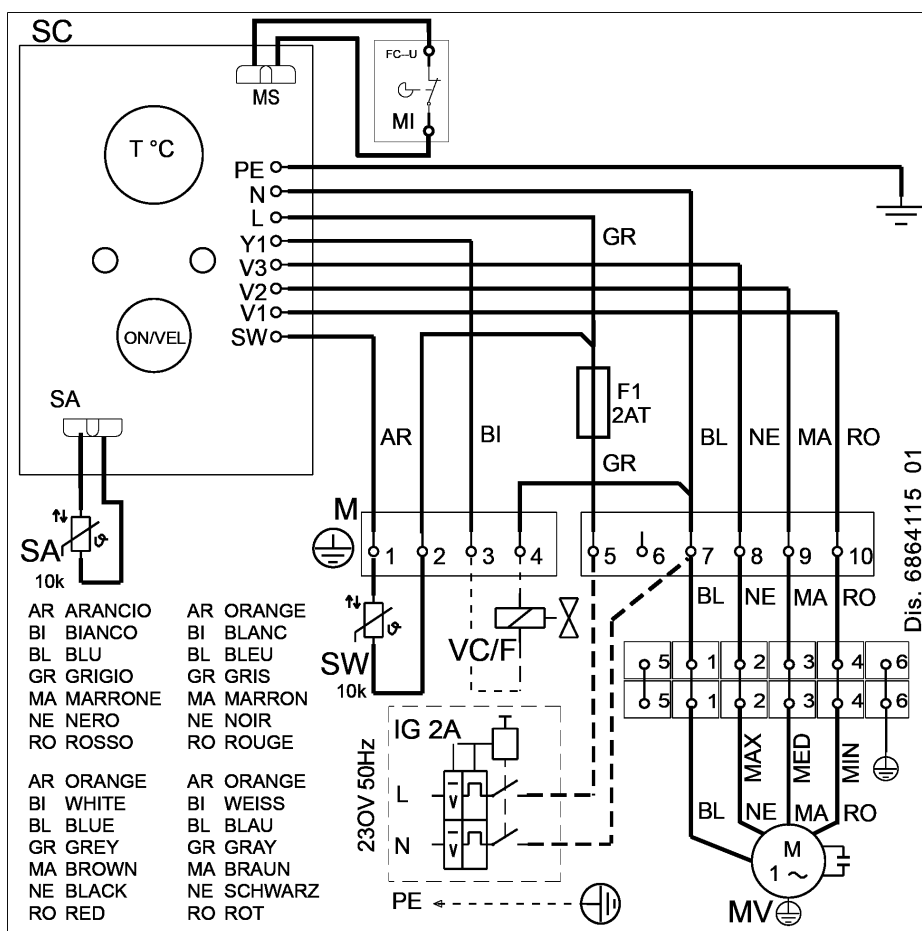 SC
FC--U
MS
MI
T °C
PE
N
L
GR
Y1
V3
V2
V1
ON/VEL
SW
F1
2AT
SA
AR
BI
BL
NE
MA
RO
GR
M
1
2
3
4
5
6
7
8
9
10
SA
10k
SW
10k
VC/F
BL
NE
MA
RO
5
1
2
3
4
6
5
1
2
3
4
6
AR ARANCIO
BI BIANCO
BL BLU
GR GRIGIO
MA MARRONE
NE NERO
RO ROSSO
AR ORANGE
BI BLANC
BL BLEU
GR GRIS
MA MARRON
NE NOIR
RO ROUGE
AR ORANGE
BI WHITE
BL BLUE
GR GREY
MA BROWN
NE BLACK
RO RED
AR ORANGE
BI WEISS
BL BLAU
GR GRAY
MA BRAUN
NE SCHWARZ
RO ROT
IG 2A
23OV 50Hz
L
N
PE
MAX
MED
MIN
BL
NE
MA
RO
M
1 ~
MV
Dis. 6864115 01